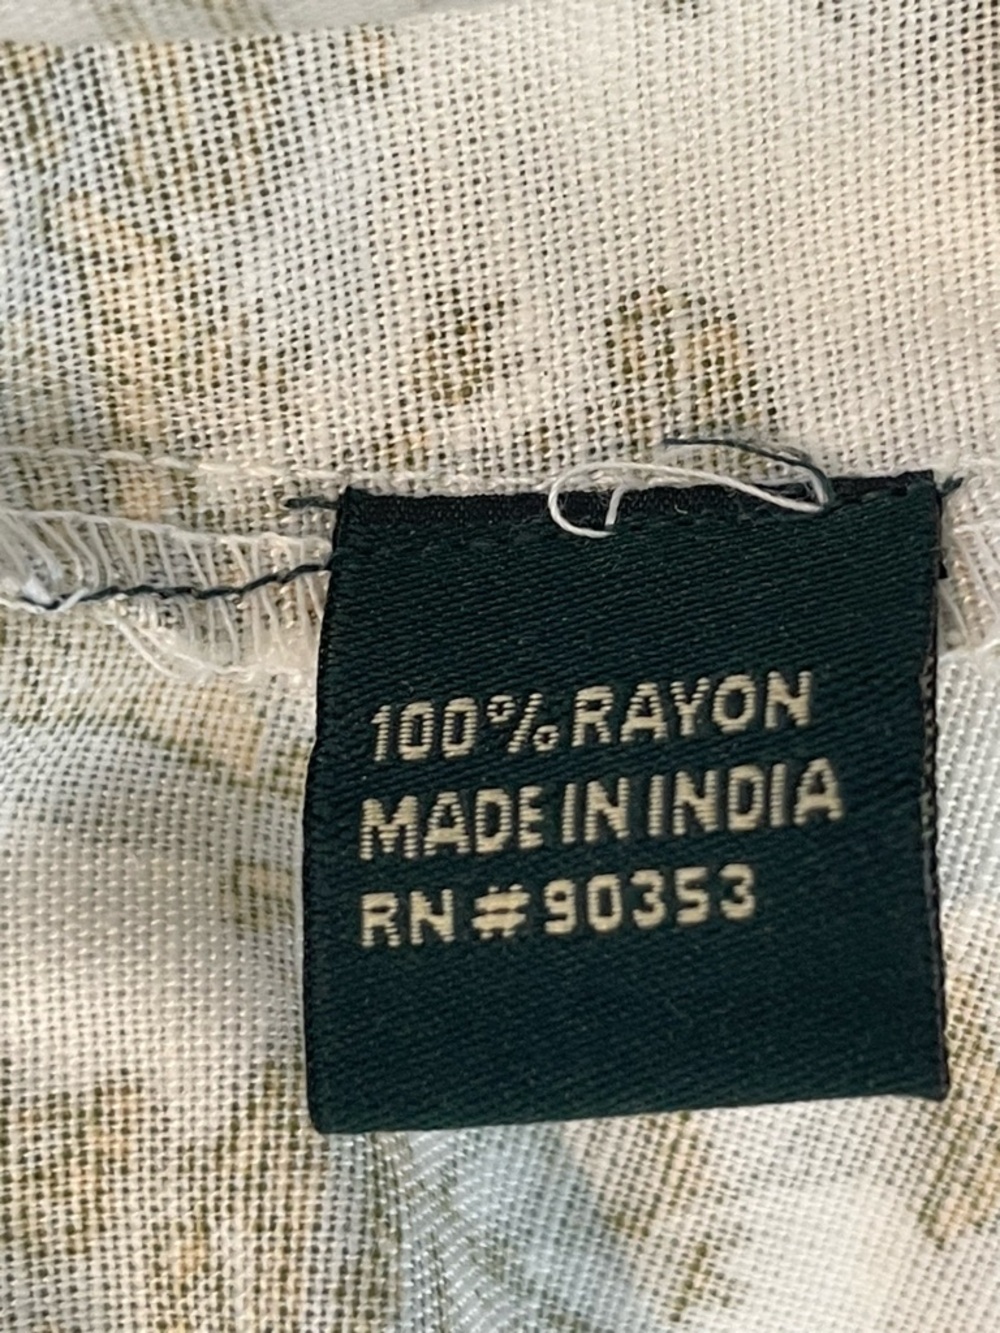 100% RAYON
MADE IN INDIA
RN #90353